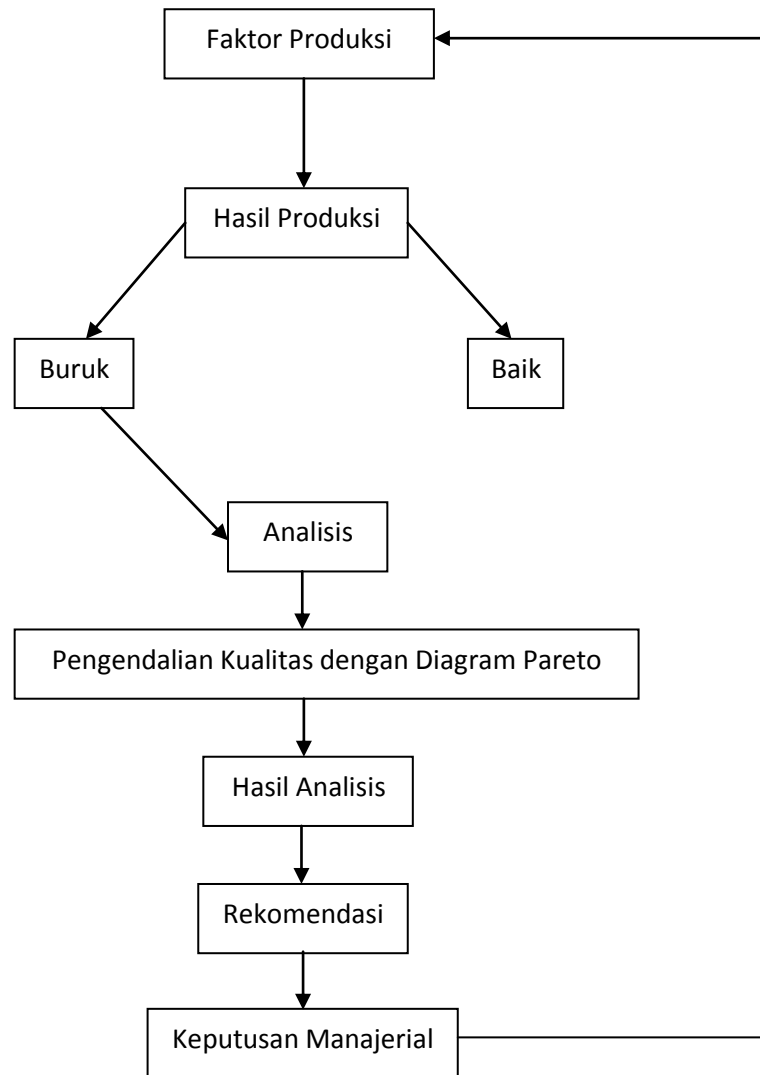 Faktor Produksi
Hasil Produksi
Buruk
Baik
Analisis
Pengendalian Kualitas dengan Diagram Pareto
Hasil Analisis
Rekomendasi
Keputusan Manajerial